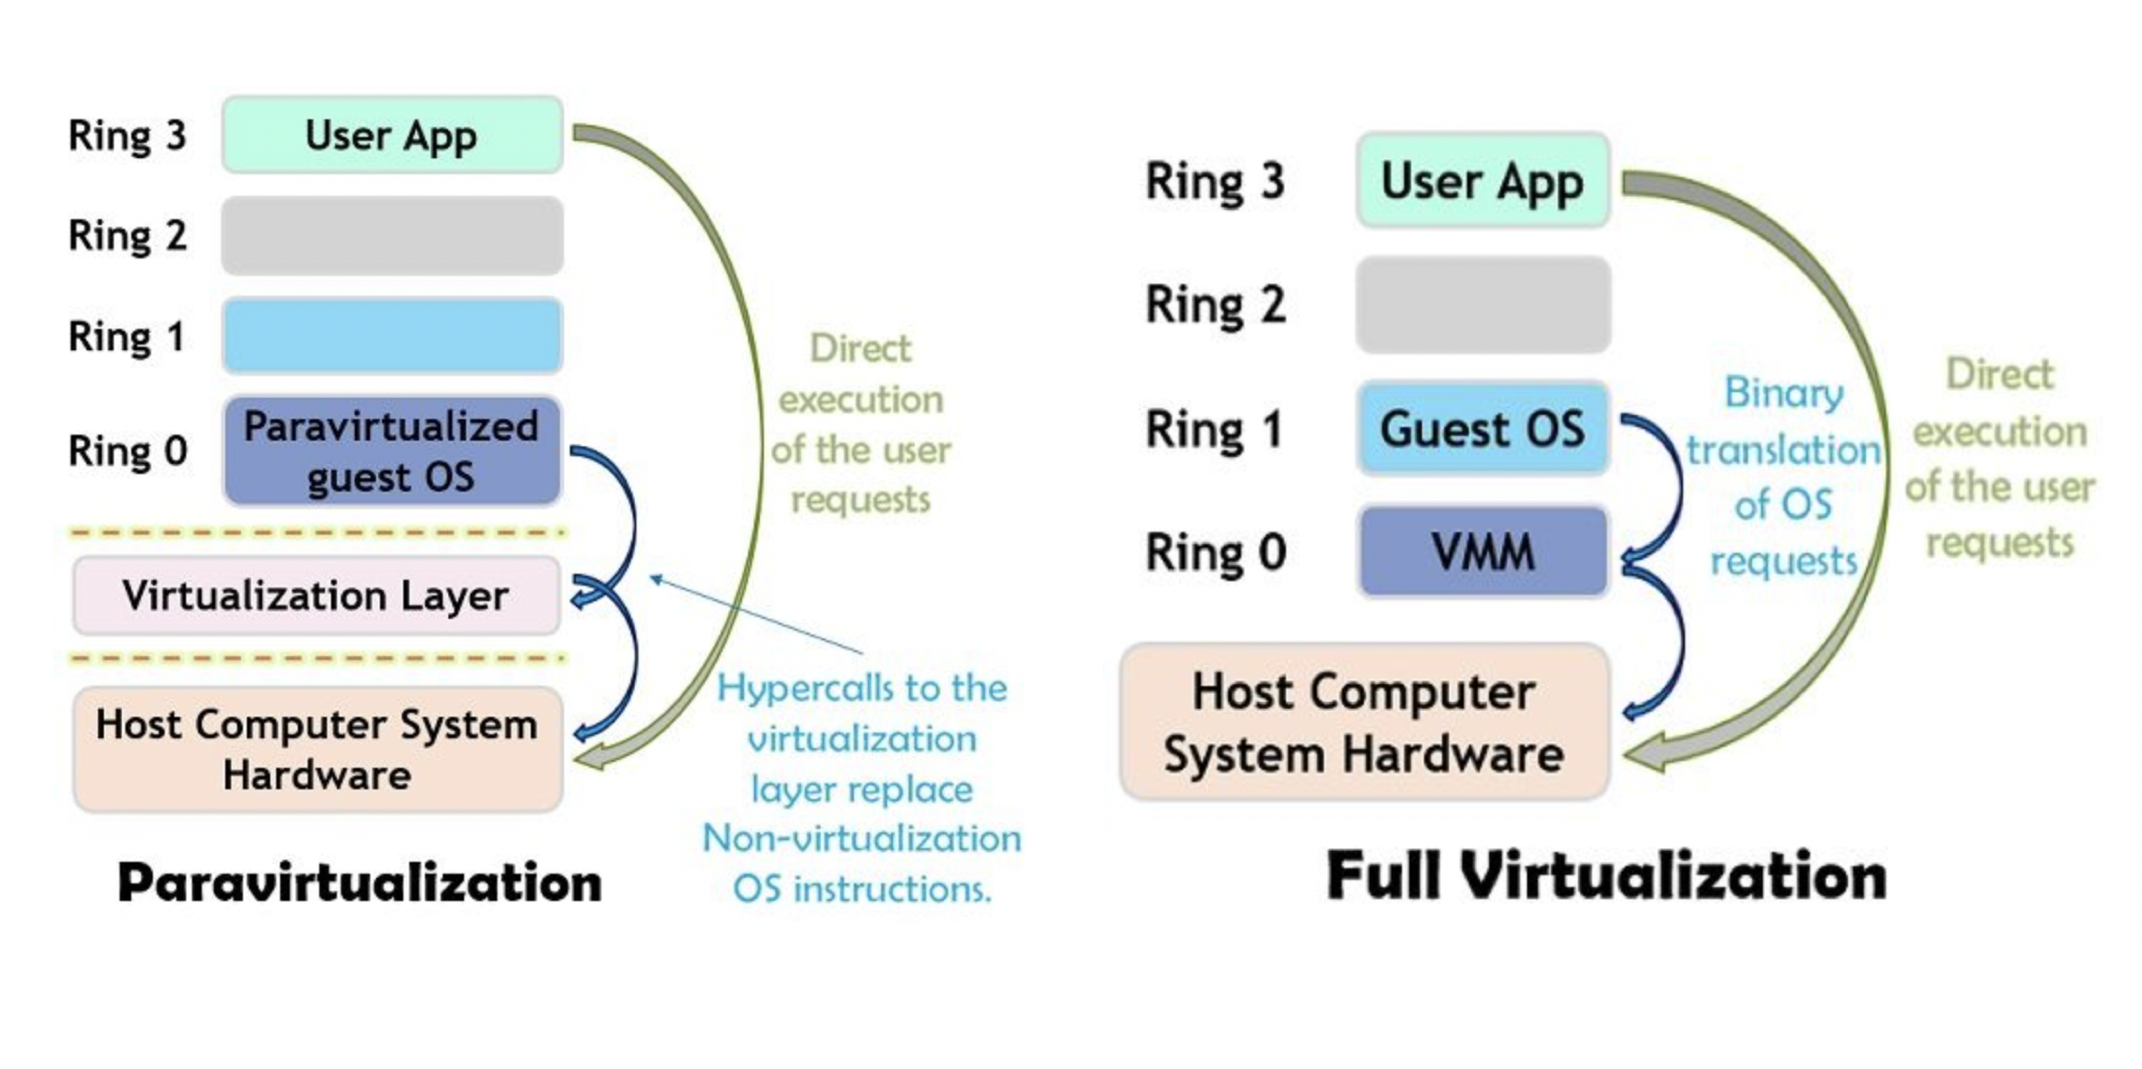 Ring 3
User App
Ring 2
Ring 1
Ring 0
Paravirtualized
guest OS
Virtualization Layer
Host Computer System
Hardware
Direct
execution
of the user
requests
Hypercalls to the
virtualization
layer replace
Non-virtualization
OS instructions.
Paravirtualization
Ring 3
User App
Ring 2
Ring 1
Guest OS
Ring 0
VMM
Host Computer
System Hardware
Binary
translation
of OS
requests
Direct
execution
of the user
requests
Full Virtualization